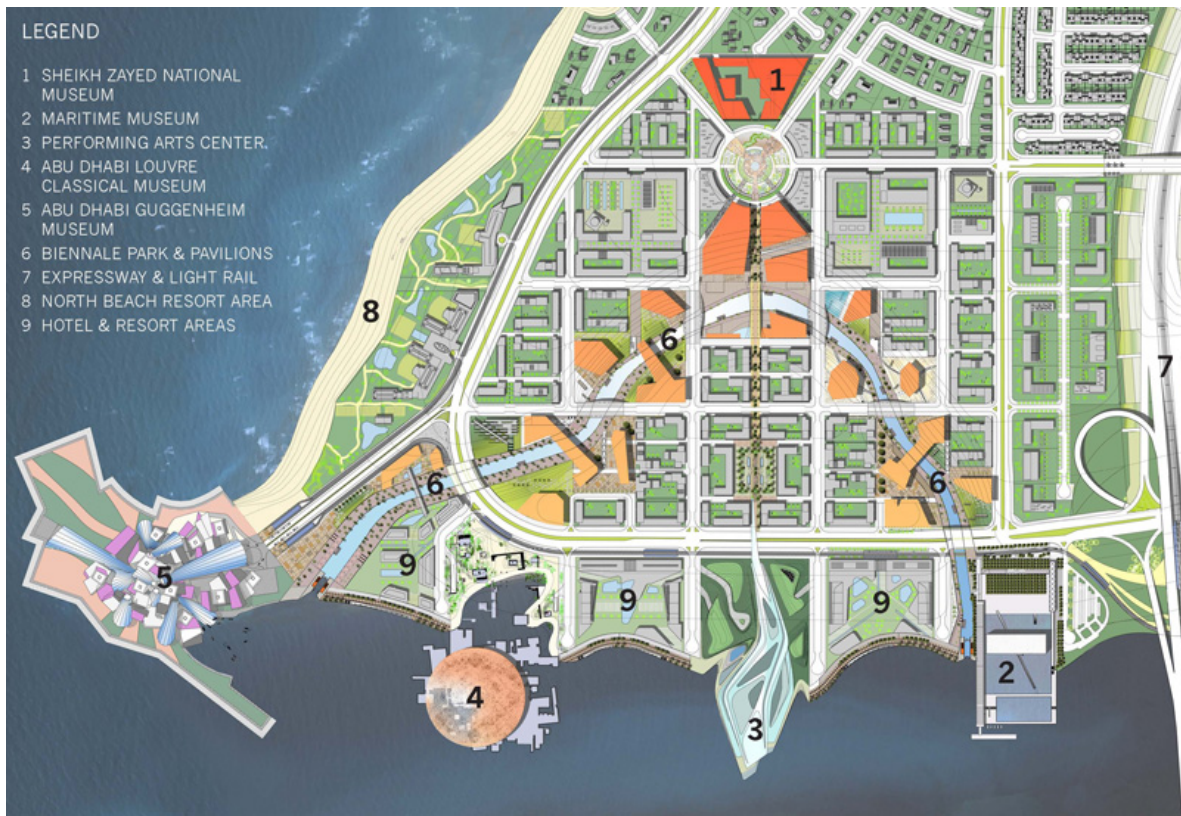 LEGEND
1 SHEIKH ZAYED NATIONAL
MUSEUM
2 MARITIME MUSEUM
3 PERFORMING ARTS CENTER.
4 ABU DHABI LOUVRE
CLASSICAL MUSEUM
5 ABU DHABI GUGGENHEIM
MUSEUM
6 BIENNALE PARK & PAVILIONS
7 EXPRESSWAY & LIGHT RAIL
8 NORTH BEACH RESORT AREA
9 HOTEL & RESORT AREAS
1
8
6
7
6
6
5
9
9
9
4
3
2